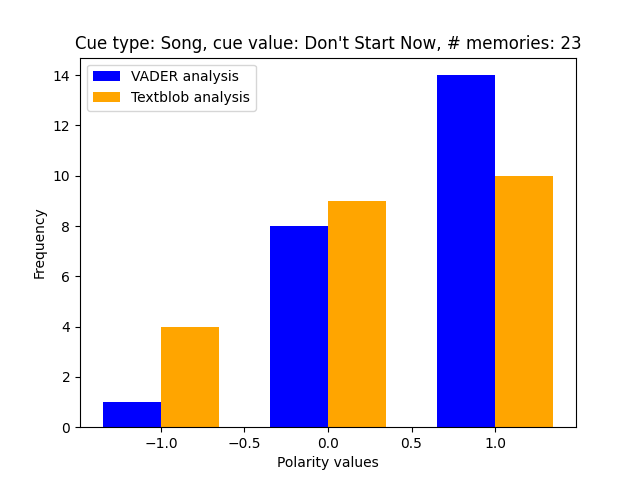 Cue type: Song, cue value: Don't Start Now, # memories: 23
VADER analysis
Textblob analysis
14
12
10
8
6
4
2
0
Frequency
−1.0 −0.5 0.0 0.5 1.0
Polarity values